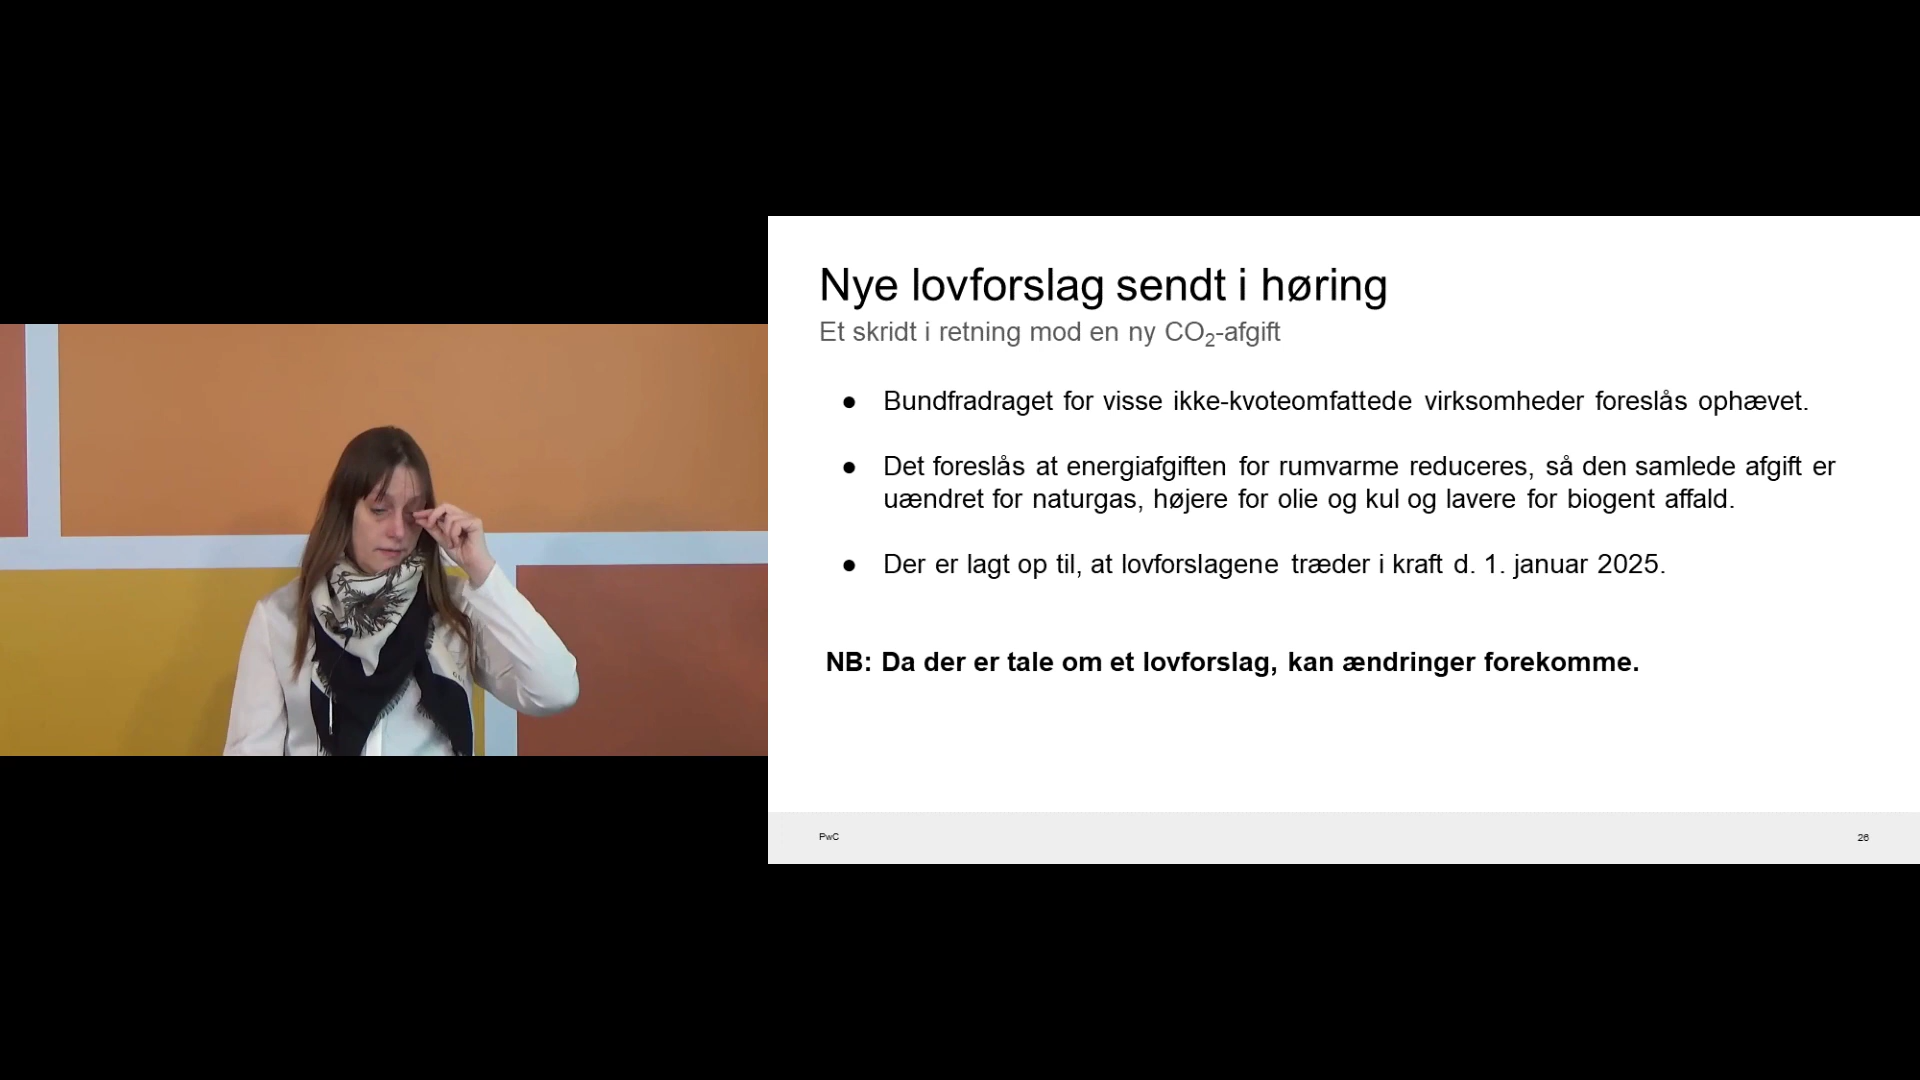 Nye lovforslag sendt i høring
Et skridt i retning mod en ny CO₂-afgift
● Bundfradraget for visse ikke-kvoteomfattede virksomheder foreslås ophævet.
● Det foreslås at energiafgiften for rumvarme reduceres, så den samlede afgift er
uændret for naturgas, højere for olie og kul og lavere for biogent affald.
● Der er lagt op til, at lovforslagene træder i kraft d. 1. januar 2025.
NB: Da der er tale om et lovforslag, kan ændringer forekomme.
PwC
26